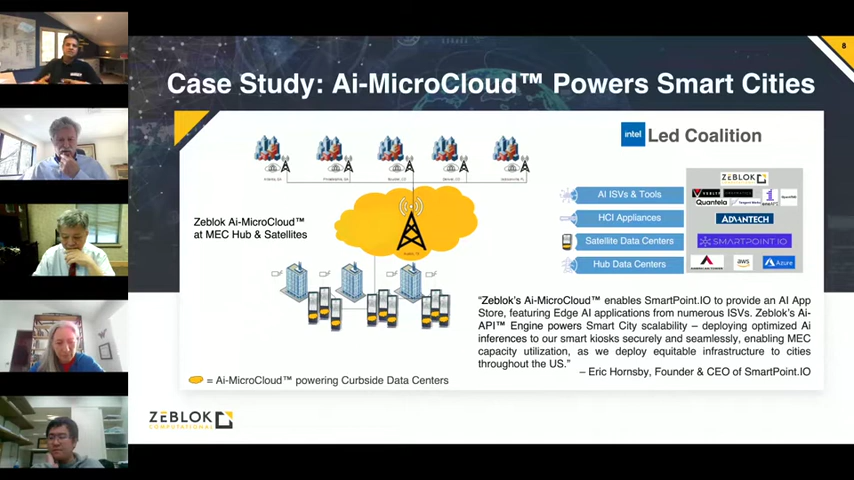 8
Case Study: Ai-MicroCloud™ Powers Smart Cities
intel Led Coalition
Zeblok Ai-MicroCloud™
at MEC Hub & Satellites
AI ISVs & Tools
HCI Appliances
Satellite Data Centers
Hub Data Centers
ZEBLOK
Quantela
ADVANTECH
SMARTPOINT IO
aws
Azure
“Zeblok's Ai-MicroCloud™ enables SmartPoint.IO to provide an AI App
Store, featuring Edge AI applications from numerous ISVs. Zeblok's Ai-
API™ Engine powers Smart City scalability – deploying optimized Ai
inferences to our smart kiosks securely and seamlessly, enabling MEC
capacity utilization, as we deploy equitable infrastructure to cities
throughout the US.”
– Eric Hornsby, Founder & CEO of SmartPoint.IO
= Ai-MicroCloud™ powering Curbside Data Centers
ZEBLOK
COMPUTATIONAL